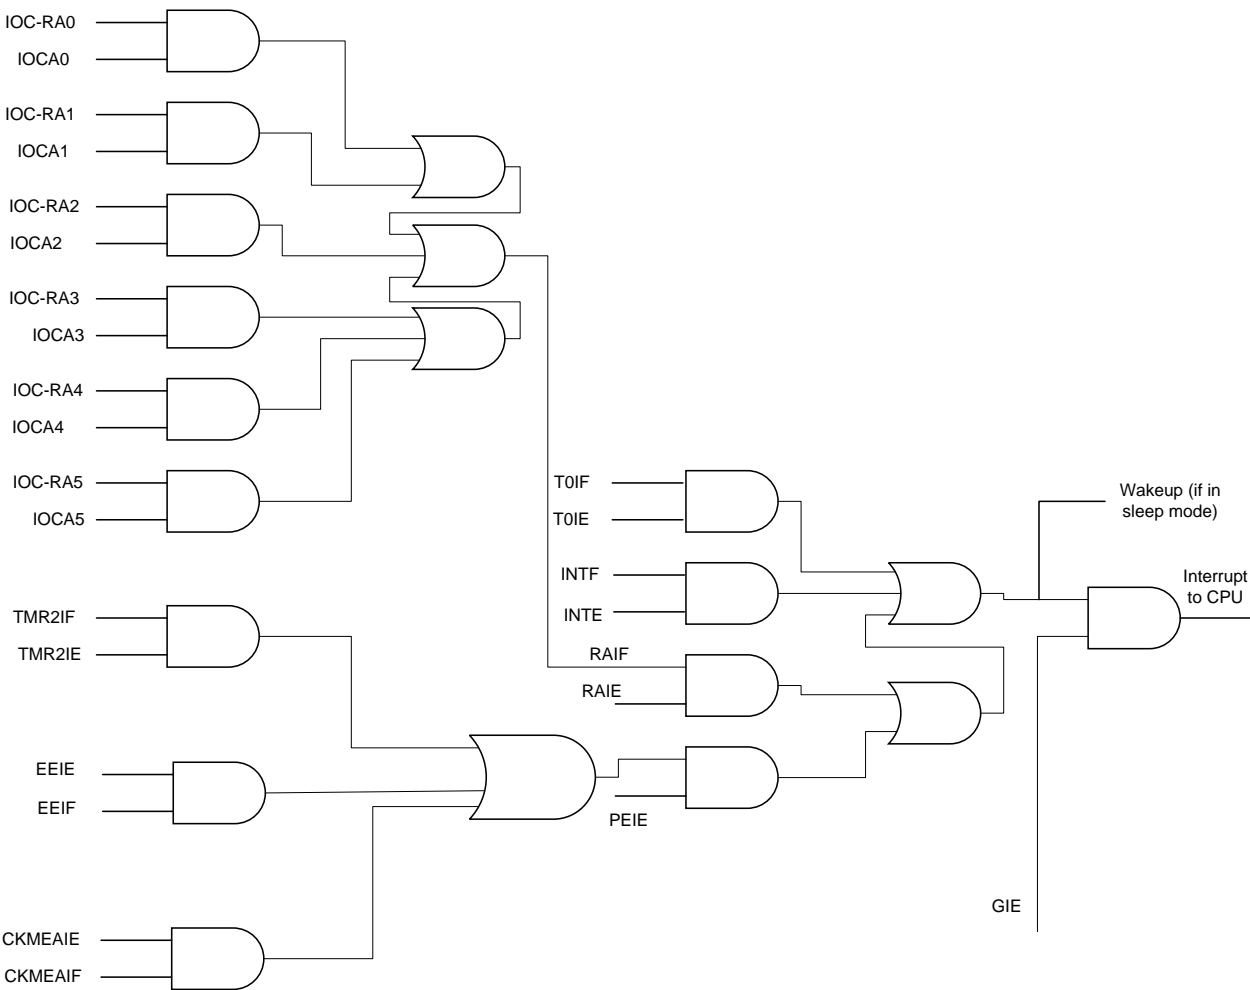 IOC-RA0
IOCA0
IOC-RA1
IOCA1
IOC-RA2
IOCA2
IOC-RA3
IOCA3
IOC-RA4
IOCA4
IOC-RA5
IOCA5
T0IF
T0IE
INTF
INTE
RAIF
RAIE
PEIE
Wakeup (if in
sleep mode)
Interrupt
to CPU
TMR2IF
TMR2IE
EEIE
EEIF
GIE
CKMEAIE
CKMEAIF